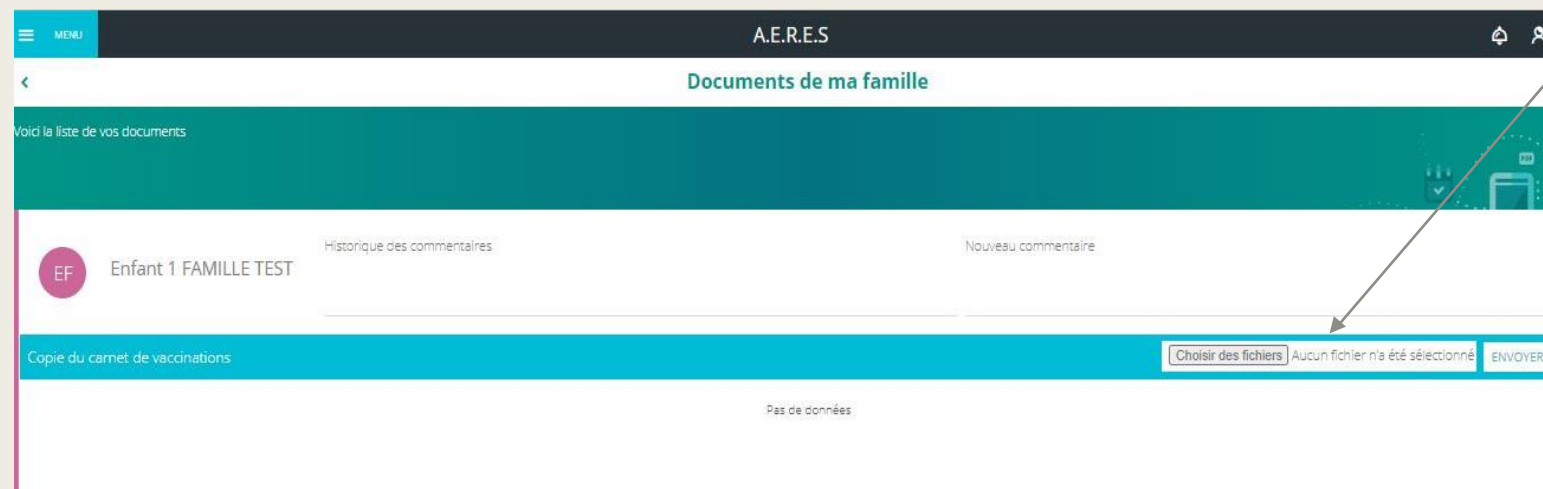 MENU
A.E.R.E.S
Documents de ma famille
Voici la liste de vos documents
PDF
EF
Enfant 1 FAMILLE TEST
Historique des commentaires
Nouveau commentaire
Copie du carnet de vaccinations
Choisir des fichiers Aucun fichier n'a été sélectionné
ENVOYER
Pas de données